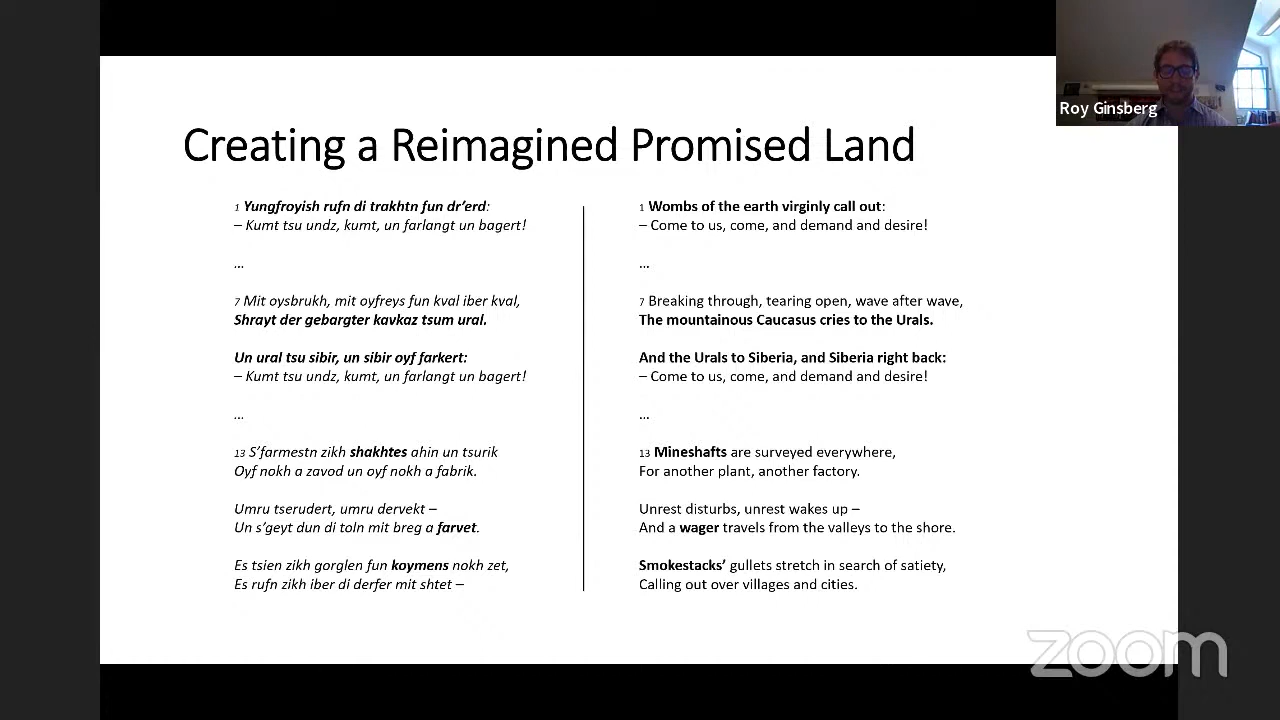 Roy Ginsberg
Creating a Reimagined Promised Land
1 Yungfroyish rufn di trakhtn fun dr’erd:
– Kumt tsu undz, kumt, un farlangt un bagert!
...
7 Mit oysbrukh, mit oyfreys fun kval iber kval,
Shrayt der gebargter kavkaz tsum ural.
Un ural tsu sibir, un sibir oyf farkert:
– Kumt tsu undz, kumt, un farlangt un bagert!
...
13 S’farmestn zikh shakhtes ahin un tsurik
Oyf nokh a zavod un oyf nokh a fabrik.
Umru tserudert, umru dervekt –
Un s’geyt dun di toln mit breg a farvet.
Es tsien zikh gorglen fun koymens nokh zet,
Es rufn zikh iber di derfer mit shtet –
1 Wombs of the earth virginly call out:
– Come to us, come, and demand and desire!
...
7 Breaking through, tearing open, wave after wave,
The mountainous Caucasus cries to the Urals.
And the Urals to Siberia, and Siberia right back:
– Come to us, come, and demand and desire!
...
13 Mineshafts are surveyed everywhere,
For another plant, another factory.
Unrest disturbs, unrest wakes up –
And a wager travels from the valleys to the shore.
Smokestacks’ gullets stretch in search of satiety,
Calling out over villages and cities.
zoom